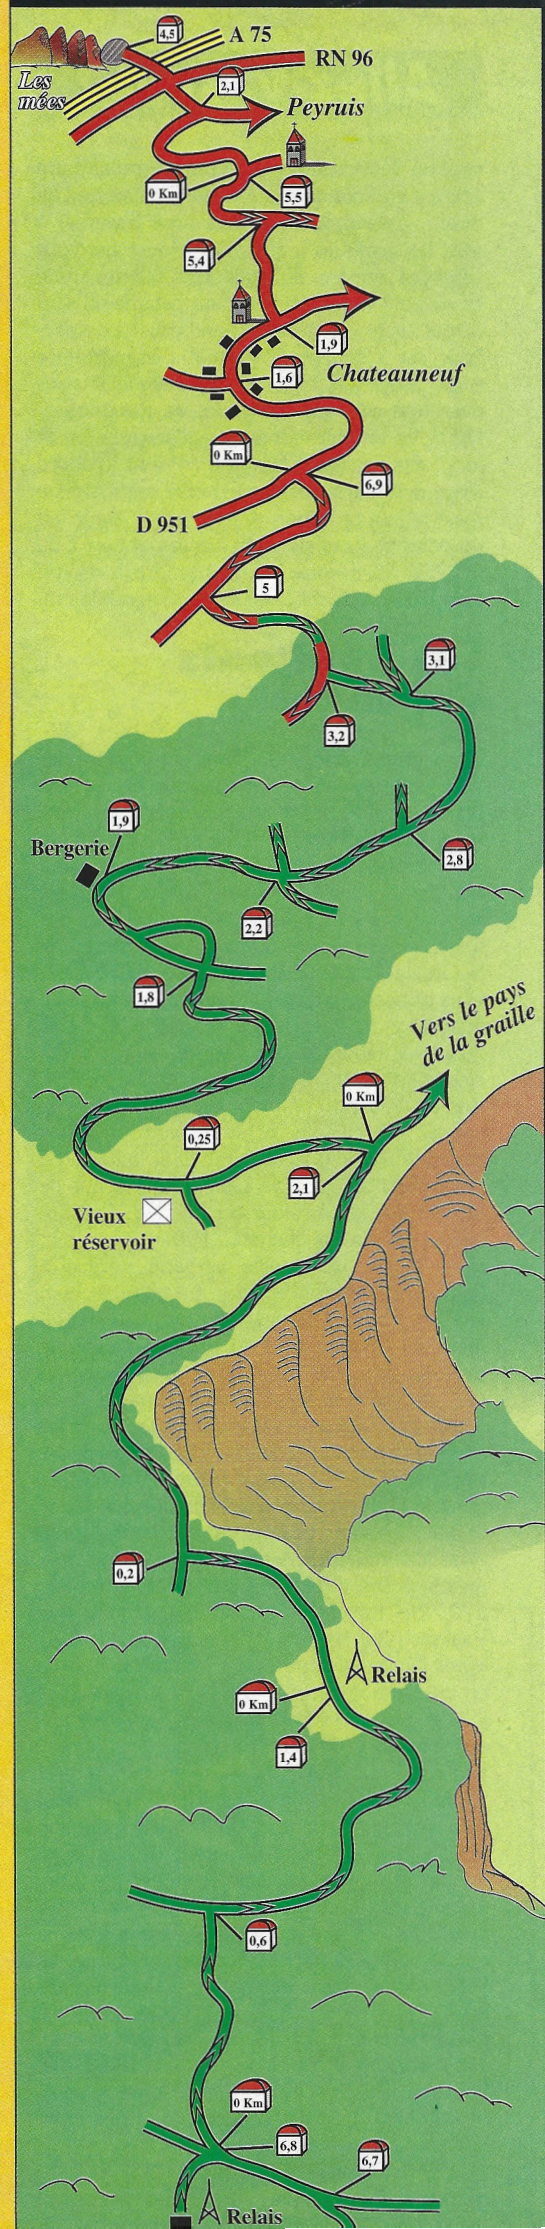 4,5
A 75
RN 96
Les
mées
2,1
Peyruis
0 Km
5,5
5,4
1,9
1,6
Chateauneuf
0 Km
6,9
D 951
5
3,1
3,2
1,9
Bergerie
2,8
2,2
1,8
Vers le pays
de la graille
0 Km
0,25
2,1
Vieux
réservoir
0,2
Relais
0 Km
1,4
0,6
0 Km
6,8
6,7
Relais